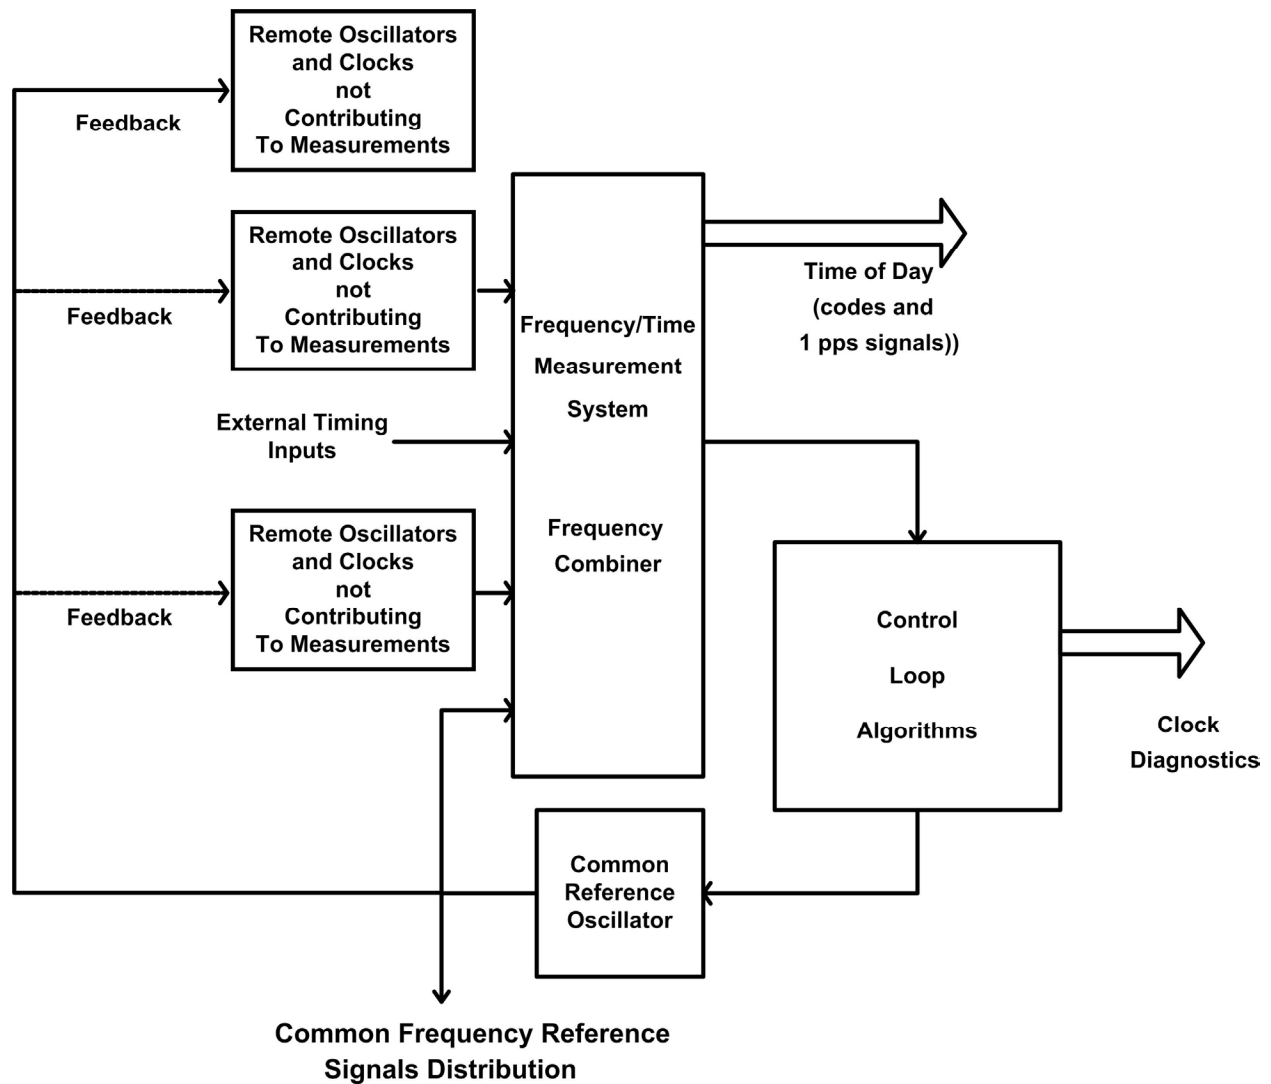 Remote Oscillators
and Clocks
not
Contributing
To Measurements
Feedback
Remote Oscillators
and Clocks
not
Contributing
To Measurements
Feedback
External Timing
Inputs
Remote Oscillators
and Clocks
not
Contributing
To Measurements
Feedback
Frequency/Time
Measurement
System
Frequency
Combiner
Time of Day
(codes and
1 pps signals))
Control
Loop
Algorithms
Clock
Diagnostics
Common
Reference
Oscillator
Common Frequency Reference
Signals Distribution